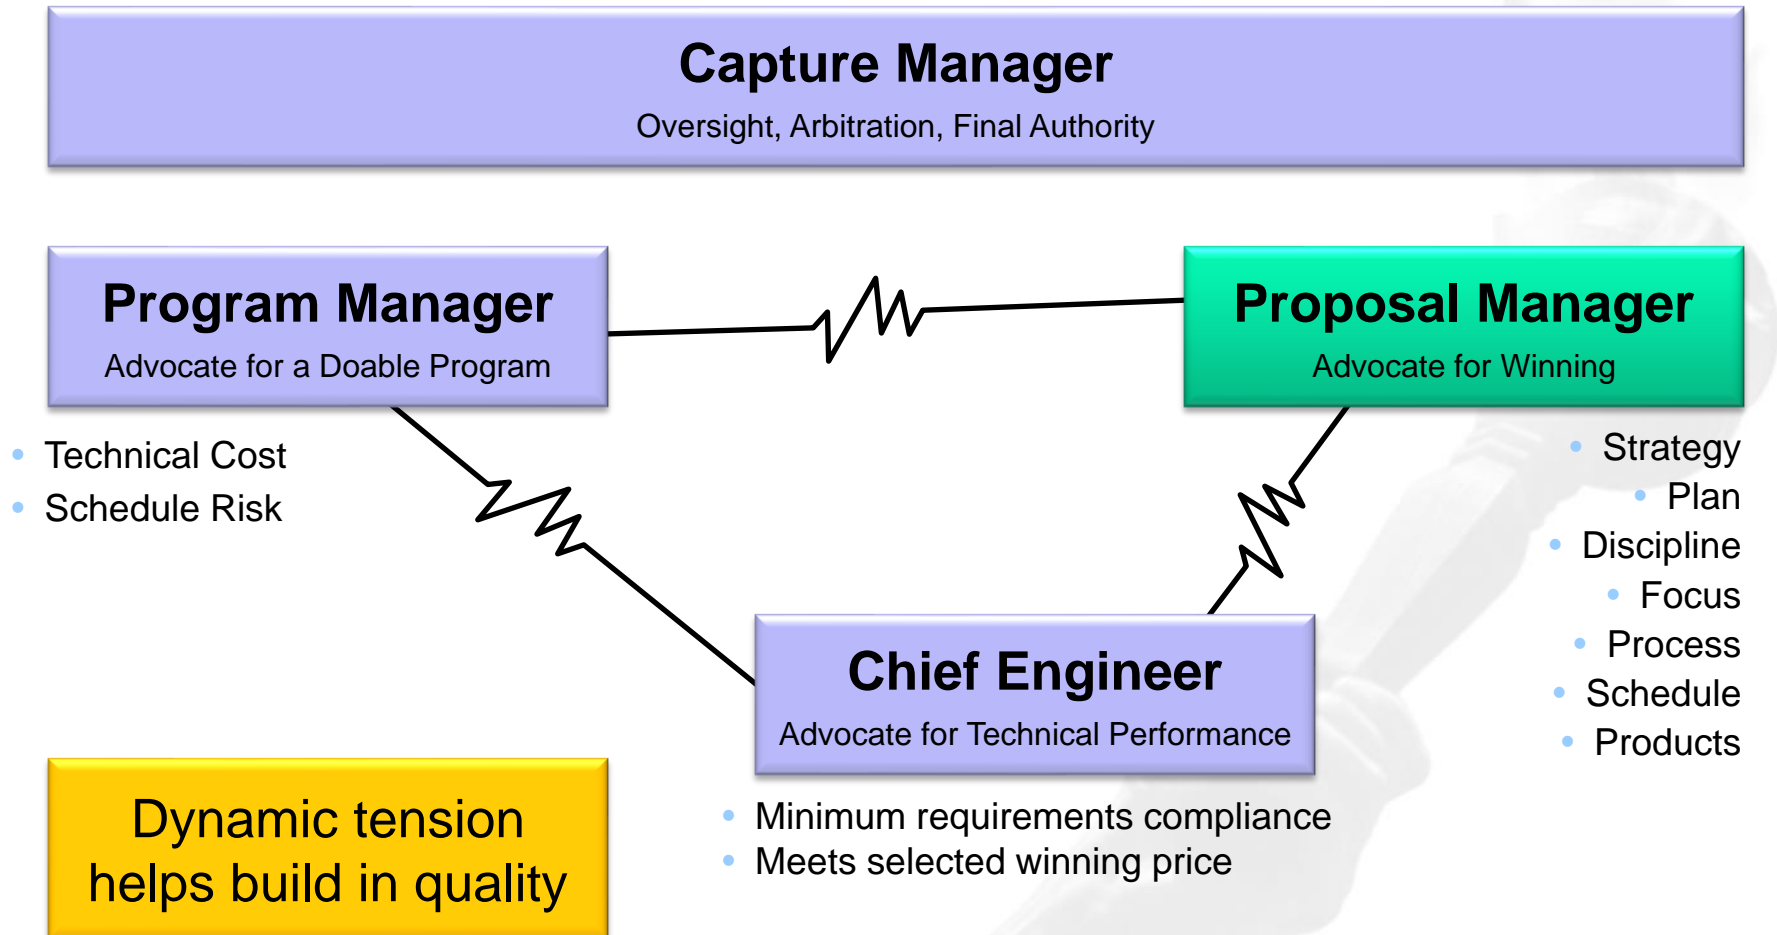 Capture Manager
Oversight, Arbitration, Final Authority
Program Manager
Advocate for a Doable Program
• Technical Cost
• Schedule Risk
Proposal Manager
Advocate for Winning
• Strategy
• Plan
• Discipline
• Focus
• Process
• Schedule
• Products
Chief Engineer
Advocate for Technical Performance
• Minimum requirements compliance
• Meets selected winning price
Dynamic tension
helps build in quality